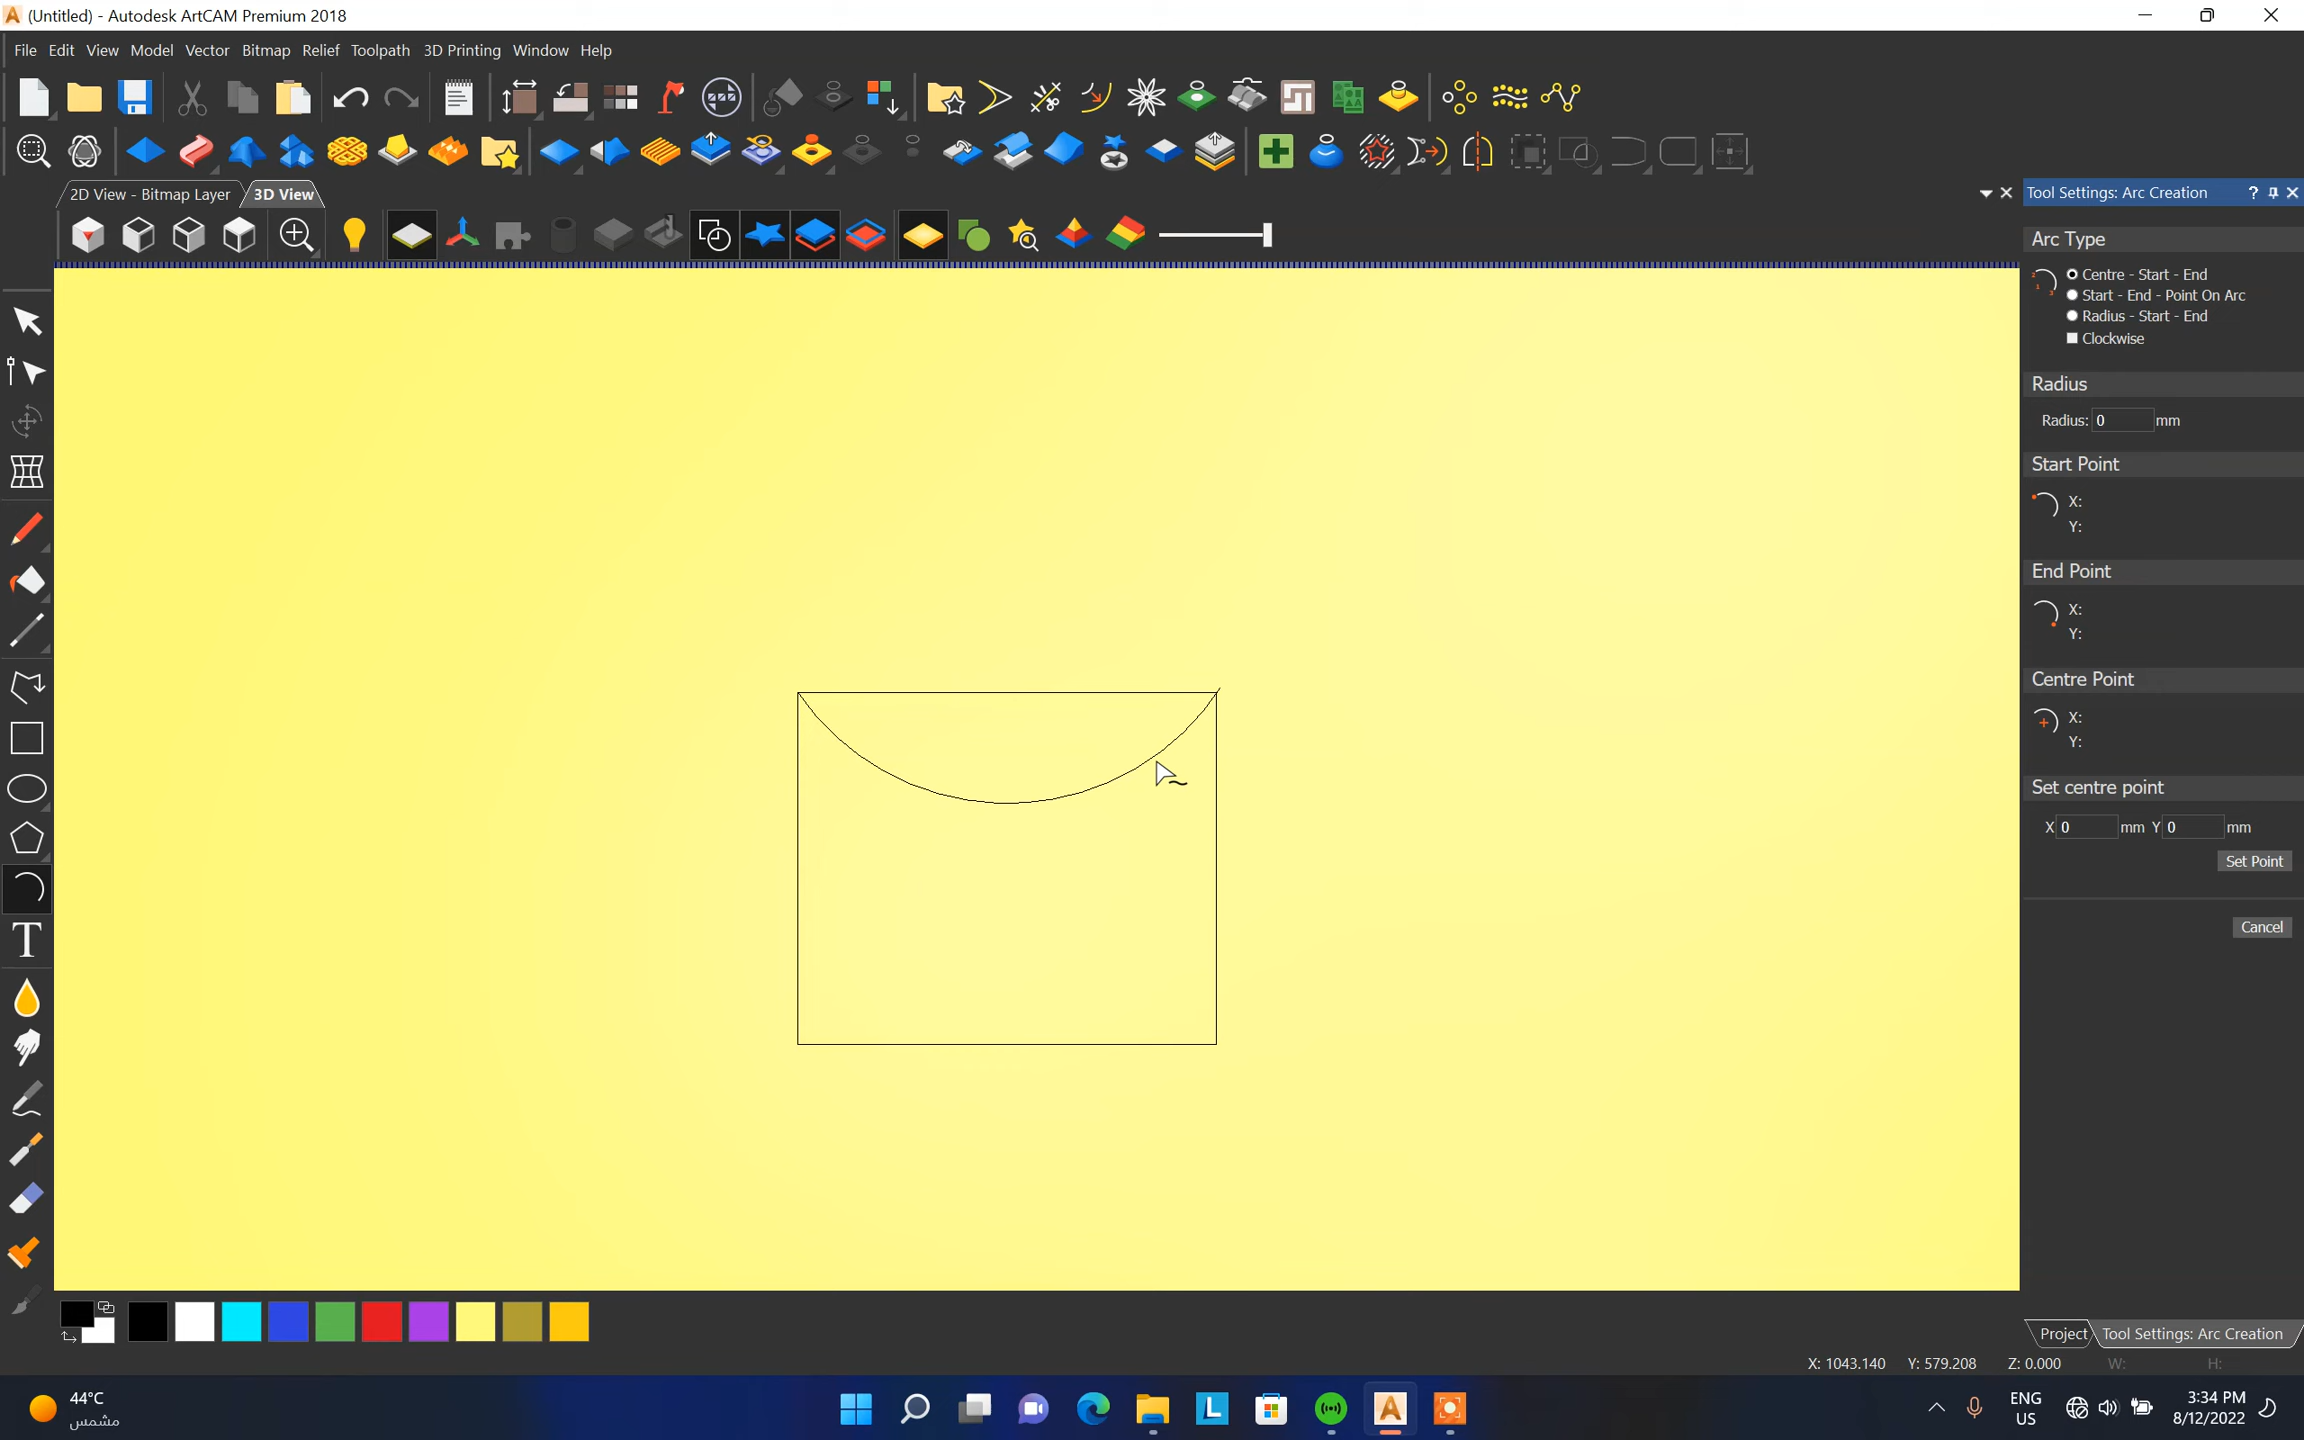 (Untitled) - Autodesk ArtCAM Premium 2018
File Edit View Model Vector Bitmap Relief Toolpath 3D Printing Window Help
2D View - Bitmap Layer 3D View
Tool Settings: Arc Creation
Arc Type
Centre - Start - End
Start - End - Point On Arc
Radius - Start - End
Clockwise
Radius
Radius: 0 mm
Start Point
X:
Y:
End Point
X:
Y:
Centre Point
X:
Y:
Set centre point
X 0 mm Y 0 mm
Set Point
Cancel
T
Project Tool Settings: Arc Creation
X: 1043.140 Y: 579.208 Z: 0.000 W: H:
44°C
مشمس
L
A
ENG
US
3:34 PM
8/12/2022